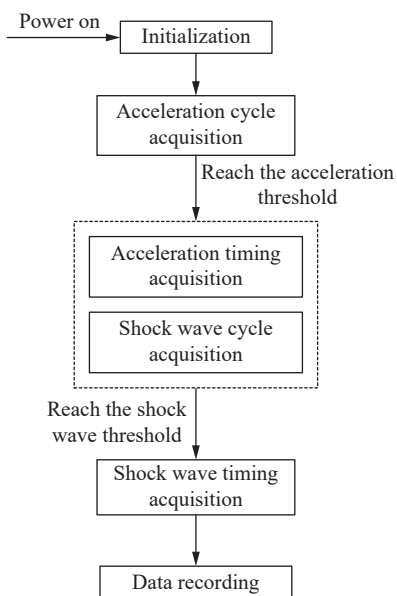 Power on
Initialization
Acceleration cycle
acquisition
Reach the acceleration
threshold
Acceleration timing
acquisition
Shock wave cycle
acquisition
Reach the shock
wave threshold
Shock wave timing
acquisition
Data recording